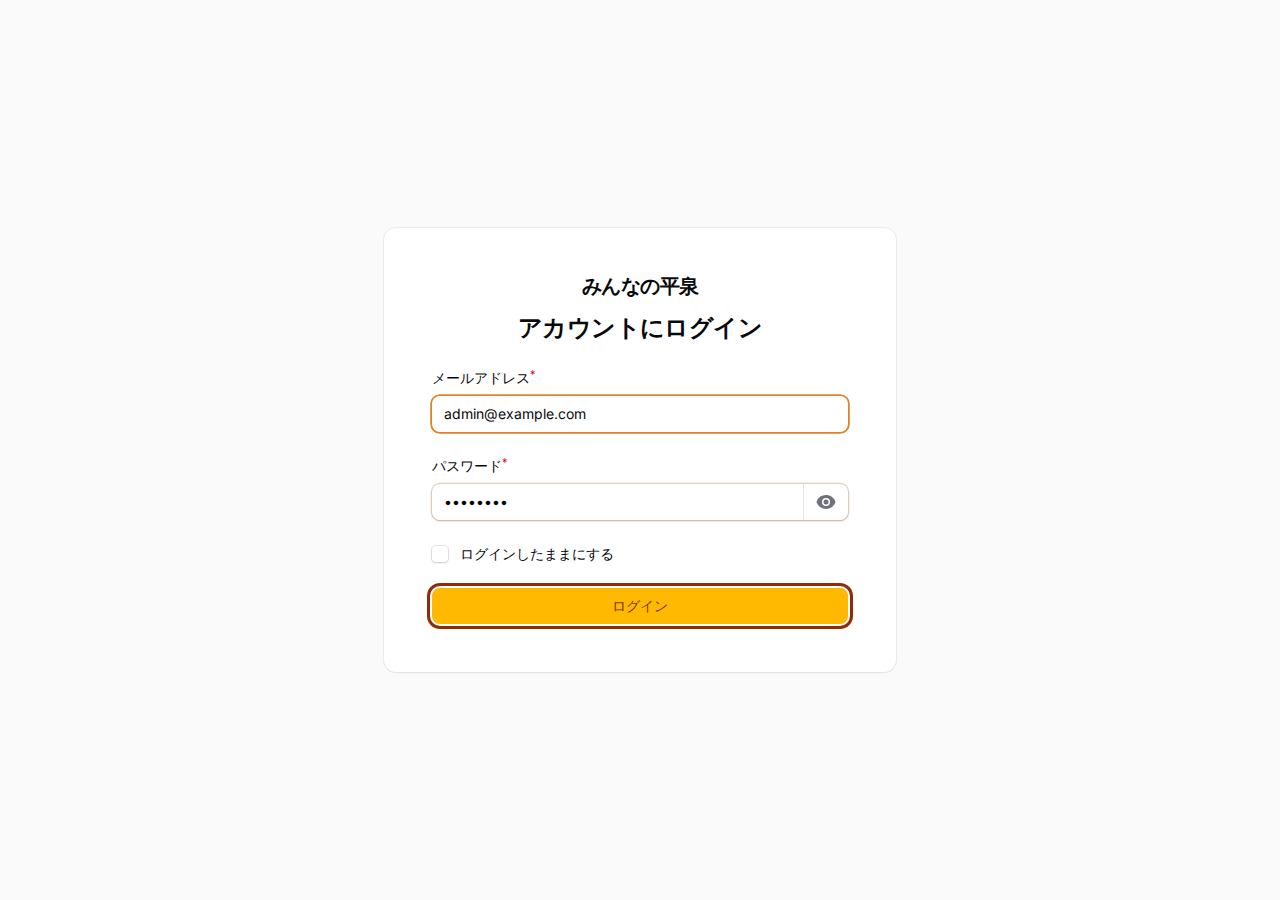 みんなの平泉
アカウントにログイン
メールアドレス*
admin@example.com
パスワード*
••••••••
ログインしたままにする
ログイン